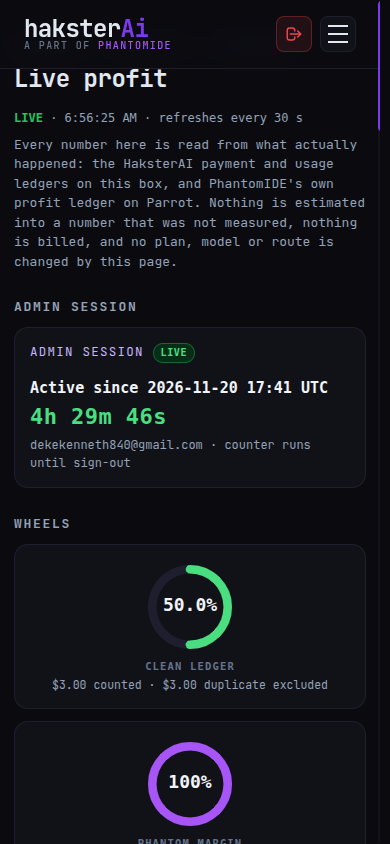 haksterAi
A PART OF PHANTOMIDE
Live profit
LIVE · 6:56:25 AM · refreshes every 30 s
Every number here is read from what actually
happened: the HaksterAI payment and usage
ledgers on this box, and PhantomIDE's own
profit ledger on Parrot. Nothing is estimated
into a number that was not measured, nothing
is billed, and no plan, model or route is
changed by this page.
ADMIN SESSION
ADMIN SESSION LIVE
Active since 2026-11-20 17:41 UTC
4h 29m 46s
dekekenneth840@gmail.com · counter runs
until sign-out
WHEELS
50.0%
CLEAN LEDGER
$3.00 counted · $3.00 duplicate excluded
100%
PHANTOM MARGIN